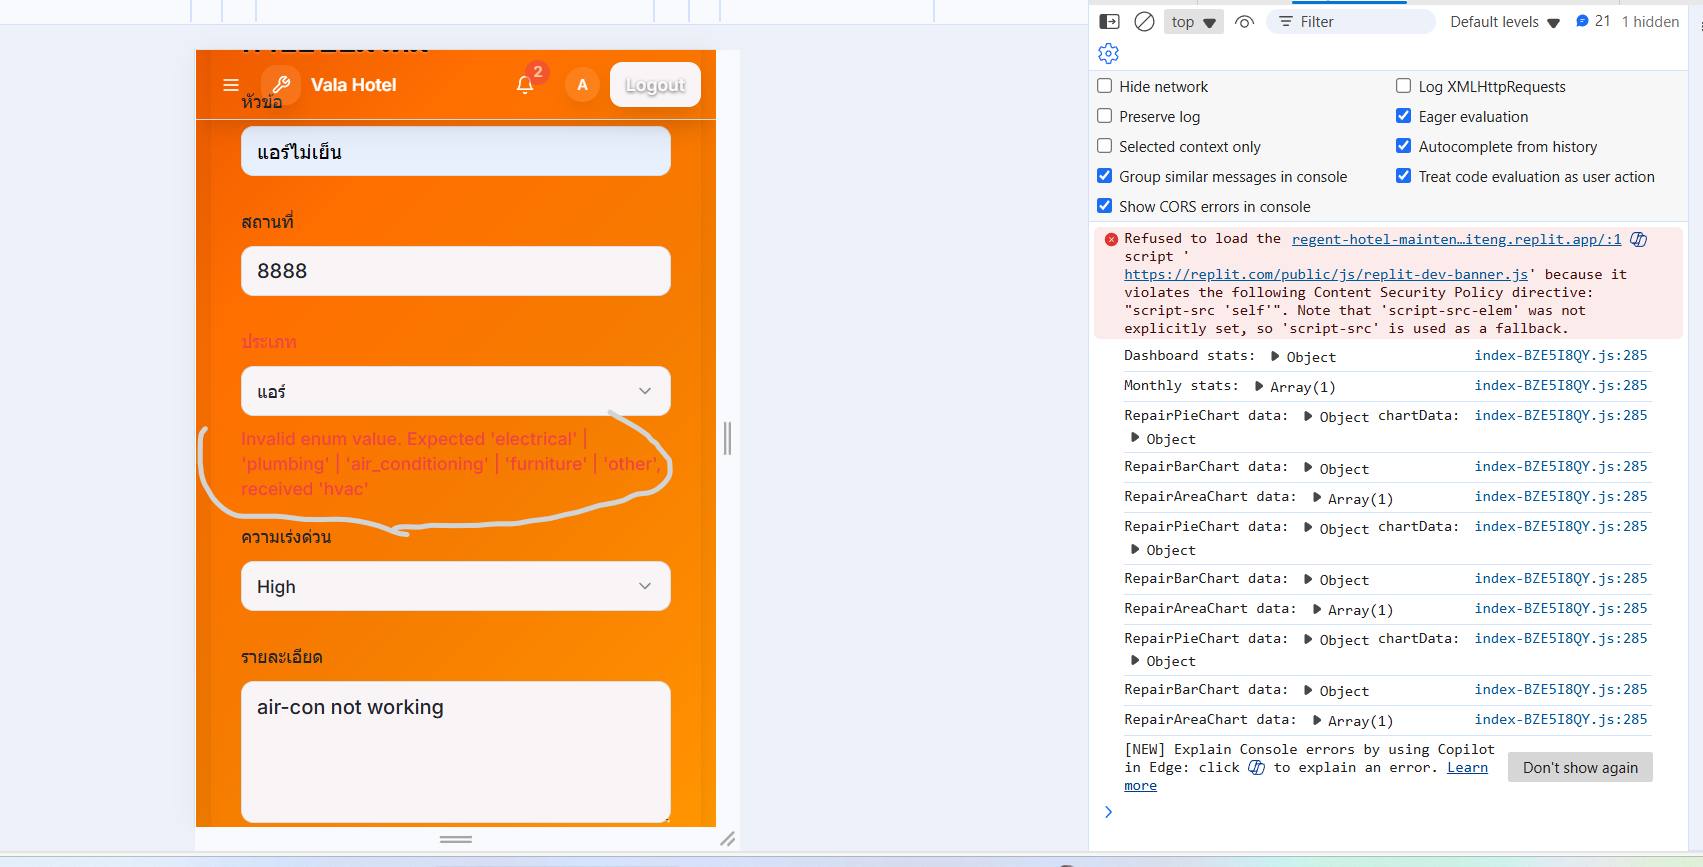 Vala Hotel
2
A
Logout
หัวข้อ
แอร์ไม่เย็น
สถานที่
8888
ประเภท
แอร์
Invalid enum value. Expected 'electrical' |
'plumbing' | 'air_conditioning' | 'furniture' | 'other',
received 'hvac'
ความเร่งด่วน
High
รายละเอียด
air-con not working
top
Filter
Default levels
21
1 hidden
Hide network
Log XMLHttpRequests
Preserve log
Eager evaluation
Selected context only
Autocomplete from history
Group similar messages in console
Treat code evaluation as user action
Show CORS errors in console
Refused to load the regent-hotel-mainten…iteng.replit.app/:1
script '
https://replit.com/public/js/replit-dev-banner.js' because it
violates the following Content Security Policy directive:
"script-src 'self'". Note that 'script-src-elem' was not
explicitly set, so 'script-src' is used as a fallback.
Dashboard stats: Object index-BZE5I8QY.js:285
Monthly stats: Array(1) index-BZE5I8QY.js:285
RepairPieChart data: Object chartData: index-BZE5I8QY.js:285
Object
RepairBarChart data: Object index-BZE5I8QY.js:285
RepairAreaChart data: Array(1) index-BZE5I8QY.js:285
RepairPieChart data: Object chartData: index-BZE5I8QY.js:285
Object
RepairBarChart data: Object index-BZE5I8QY.js:285
RepairAreaChart data: Array(1) index-BZE5I8QY.js:285
RepairPieChart data: Object chartData: index-BZE5I8QY.js:285
Object
RepairBarChart data: Object index-BZE5I8QY.js:285
RepairAreaChart data: Array(1) index-BZE5I8QY.js:285
[NEW] Explain Console errors by using Copilot
in Edge: click to explain an error. Learn
more
Don't show again